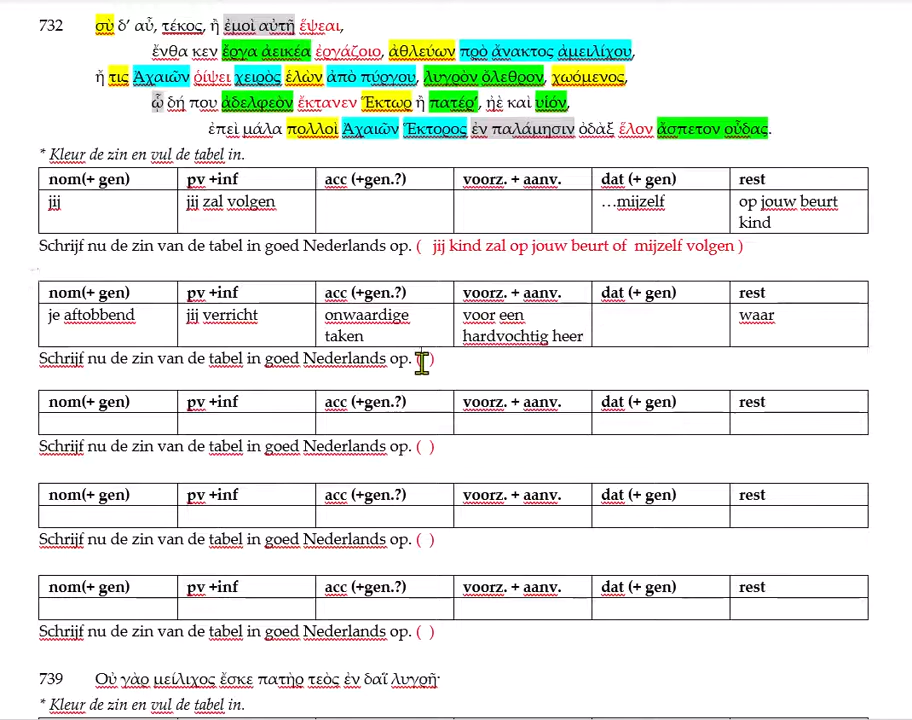 732 σὺ δ’ αὖ, τέκος, ἢ ἐμοὶ αὐτῇ ἕψεαι,
ἔνθα κεν ἔργα ἀεικέα ἐργάζοιο, ἀθλεύων πρὸ ἄνακτος ἀμειλίχου,
ἤ τις Ἀχαιῶν ῥίψει χειρὸς ἑλὼν ἀπὸ πύργου, λυγρὸν ὄλεθρον, χωόμενος,
ᾧ δή που ἀδελφεὸν ἔκτανεν Ἕκτωρ ἢ πατέρ’, ἠὲ καὶ υἱόν,
ἐπεὶ μάλα πολλοὶ Ἀχαιῶν Ἕκτορος ἐν παλάμῃσιν ὀδὰξ ἕλον ἄσπετον οὖδας.
* Kleur de zin en vul de tabel in.
nom(+ gen) pv +inf acc (+gen.?) voorz. + aanv. dat (+ gen) rest
jij jij zal volgen …mijzelf op jouw beurt
kind
Schrijf nu de zin van de tabel in goed Nederlands op. ( jij kind zal op jouw beurt of mijzelf volgen )
nom(+ gen) pv +inf acc (+gen.?) voorz. + aanv. dat (+ gen) rest
je aftobbend jij verricht onwaardige voor een waar
taken hardvochtig heer
Schrijf nu de zin van de tabel in goed Nederlands op. ( )
nom(+ gen) pv +inf acc (+gen.?) voorz. + aanv. dat (+ gen) rest
Schrijf nu de zin van de tabel in goed Nederlands op. ( )
nom(+ gen) pv +inf acc (+gen.?) voorz. + aanv. dat (+ gen) rest
Schrijf nu de zin van de tabel in goed Nederlands op. ( )
nom(+ gen) pv +inf acc (+gen.?) voorz. + aanv. dat (+ gen) rest
Schrijf nu de zin van de tabel in goed Nederlands op. ( )
739 Οὐ γὰρ μείλιχος ἔσκε πατὴρ τεὸς ἐν δαῒ λυγρῇ·
* Kleur de zin en vul de tabel in.